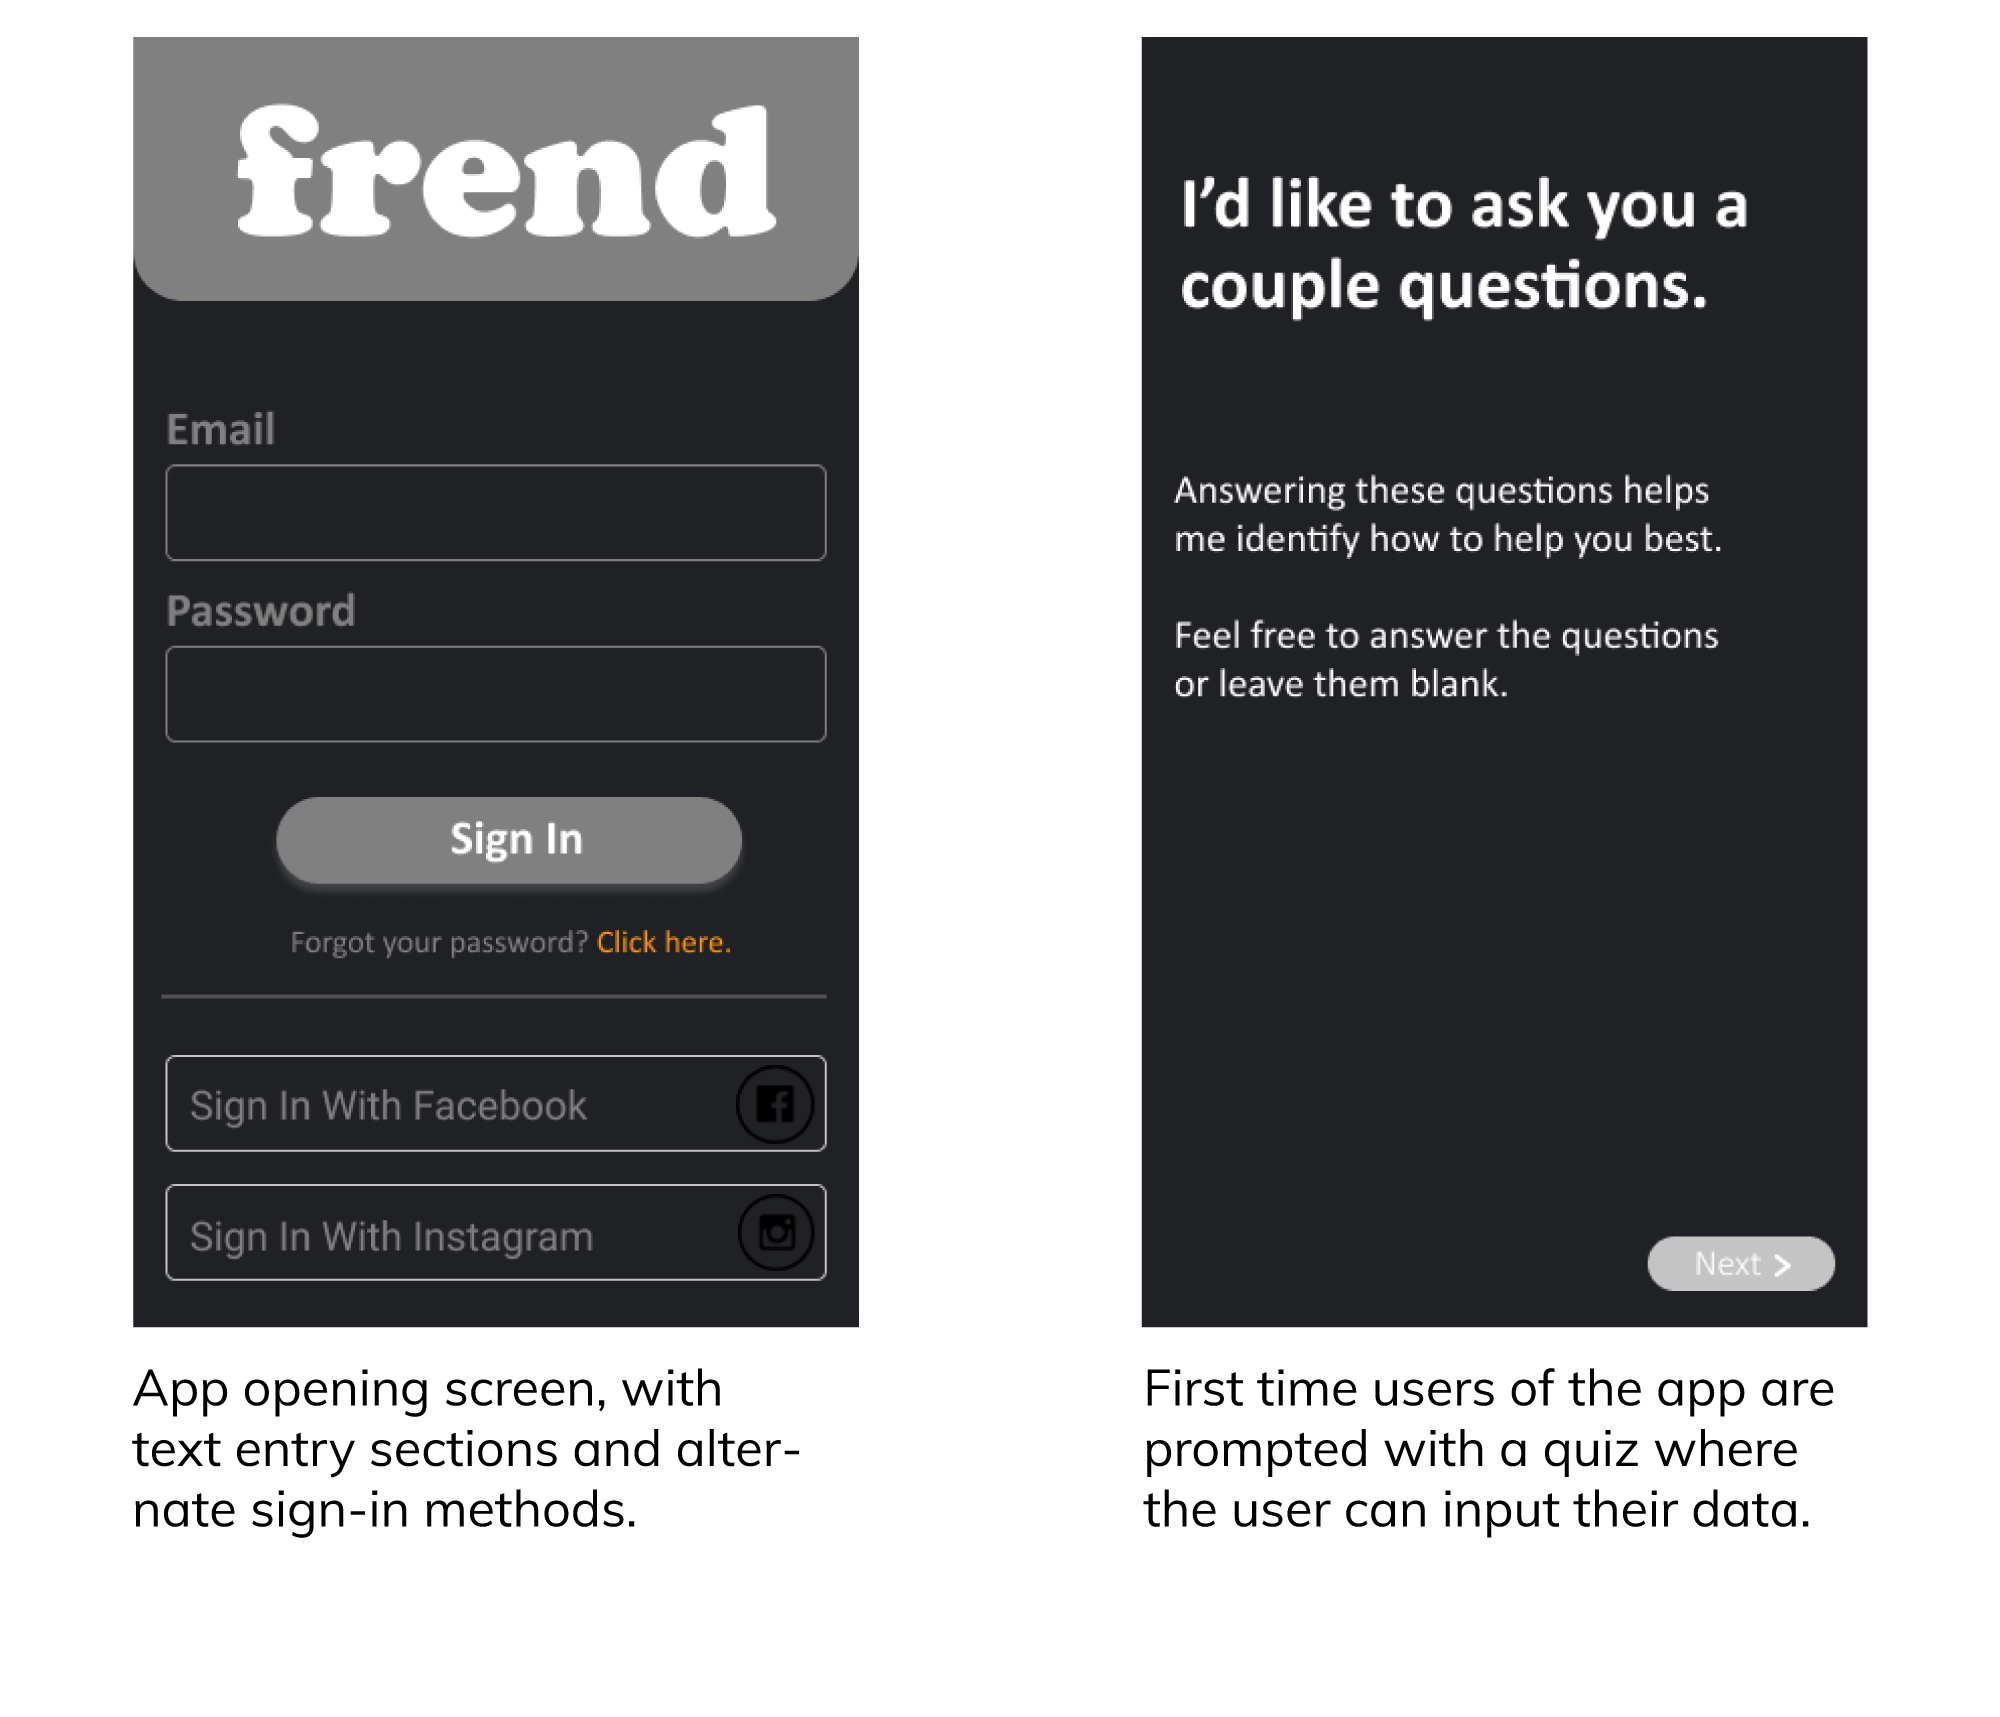 frend
Email
Password
Sign In
Forgot your password? Click here.
Sign In With Facebook
Sign In With Instagram
App opening screen, with
text entry sections and alter-
nate sign-in methods.
I’d like to ask you a
couple questions.
Answering these questions helps
me identify how to help you best.
Feel free to answer the questions
or leave them blank.
Next >
First time users of the app are
prompted with a quiz where
the user can input their data.